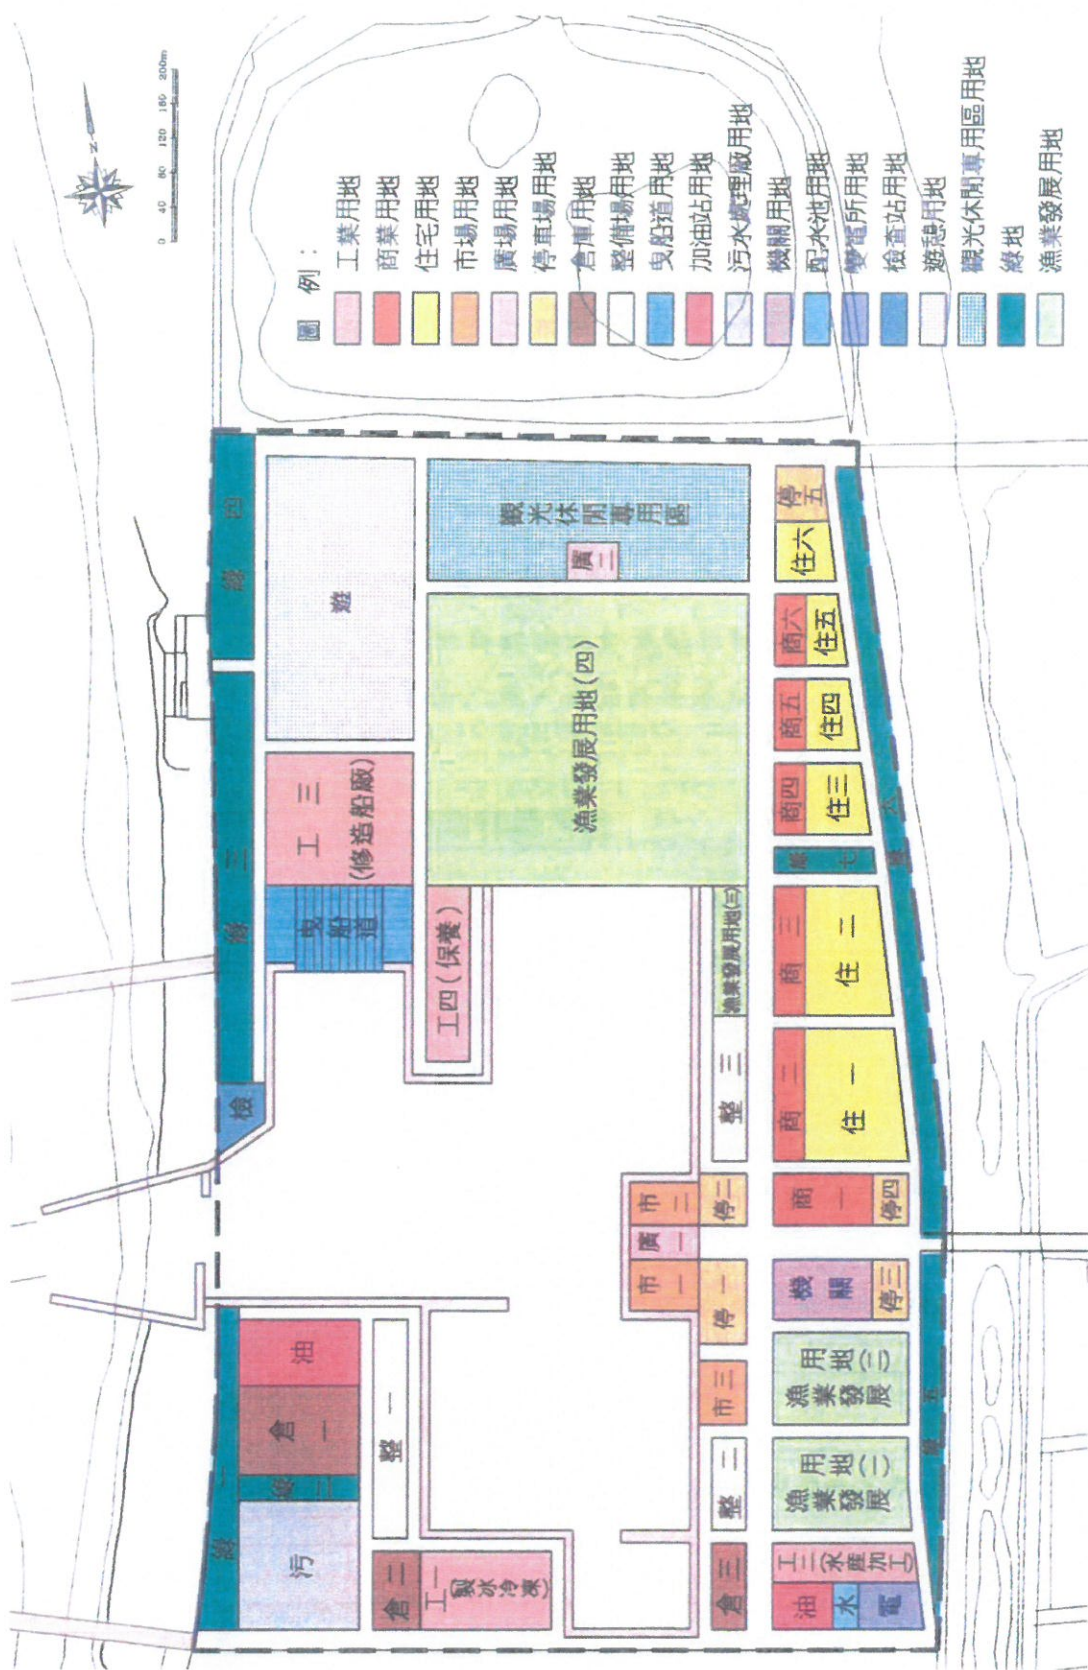 N
0 40 80 120 160 200m
圖 例：
工業用地
商業用地
住宅用地
市場用地
廣場用地
停車場用地
倉庫用地
整備場用地
曳船道用地
加油站用地
污水處理廠用地
機關用地
配水池用地
變電所用地
檢查站用地
遊憩用地
觀光休閒專用區用地
綠地
漁業發展用地
綠一
綠三
綠四
污
綠二
倉一
油
檢
曳船道
工三
(修造船廠)
遊
倉二
整一
工一
(製冰冷凍)
工四(保養)
漁業發展用地(四)
觀光休閒專用區
廣二
市一
廣一
市二
倉三
整二
市三
停一
停二
整三
漁業發展用地(三)
油
水
電
(水產加工)
漁業發展
用地
漁業發展
用地
機關
停三
商一
停四
商二
住一
商三
住二
綠七
商四
住三
商五
住四
商六
住五
住六
停五
綠五
綠六